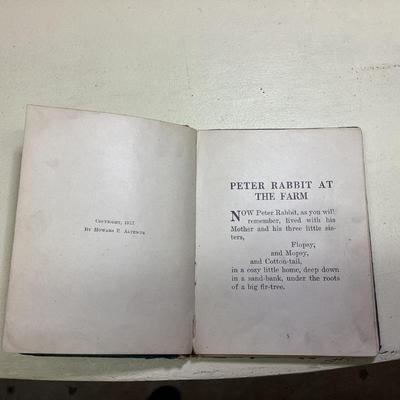 COPYRIGHT, 1917
BY HOWARD E. ALTEMUS
PETER RABBIT AT
THE FARM
NOW Peter Rabbit, as you will
remember, lived with his
Mother and his three little sis-
ters,
Flopsy,
and Mopsy,
and Cotton-tail,
in a cozy little home, deep down
in a sand-bank, under the roots
of a big fir-tree.
5